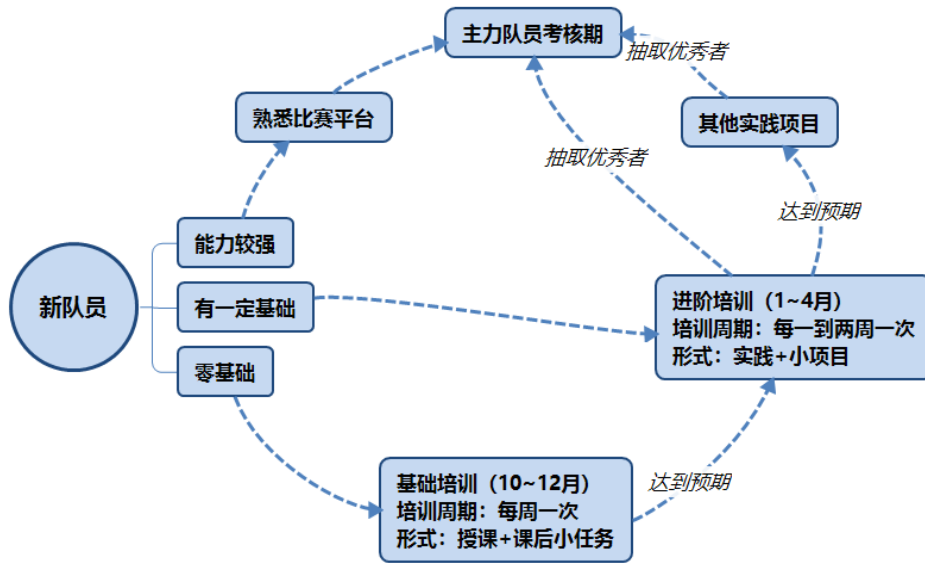 主力队员考核期
抽取优秀者
熟悉比赛平台
其他实践项目
抽取优秀者
达到预期
能力较强
新队员
有一定基础
进阶培训（1~4月）
培训周期：每一到两周一次
形式：实践+小项目
零基础
基础培训（10~12月）
培训周期：每周一次
形式：授课+课后小任务
达到预期